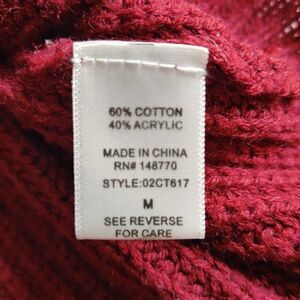 60% COTTON
40% ACRYLIC
MADE IN CHINA
RN# 148770
STYLE:02CT617
M
SEE REVERSE
FOR CARE